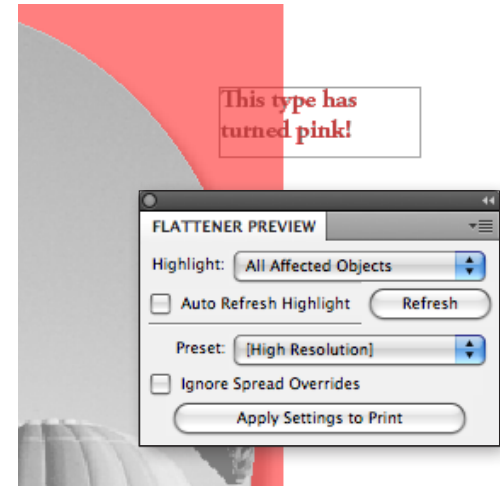 This type has
turned pink!
FLATTENER PREVIEW
Highlight: All Affected Objects
Auto Refresh Highlight Refresh
Preset: [High Resolution]
Ignore Spread Overrides
Apply Settings to Print